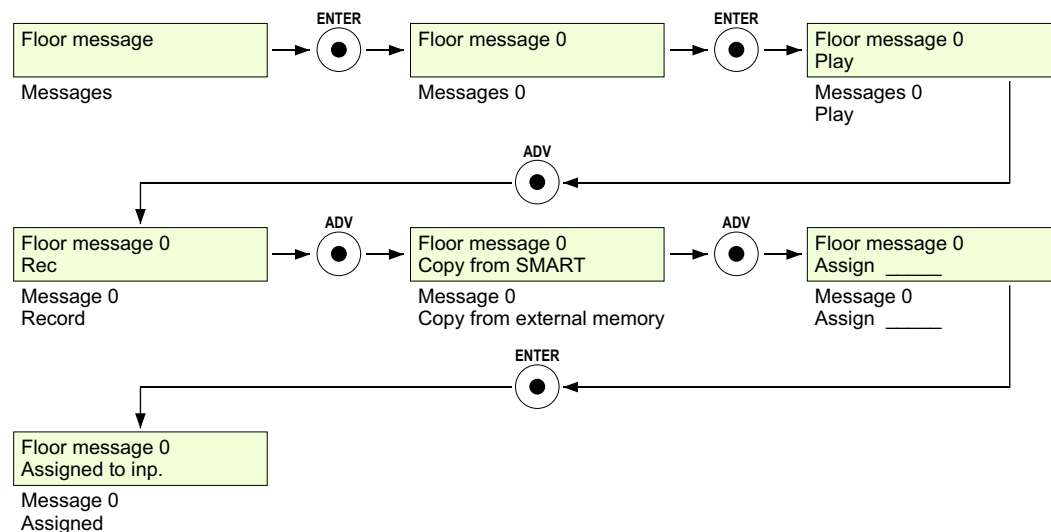 ENTER
ENTER
Floor message
Floor message 0
Floor message 0
Play
Messages
Messages 0
Messages 0
Play
ADV
ADV
ADV
Floor message 0
Rec
Floor message 0
Copy from SMART
Floor message 0
Assign _____
Message 0
Record
Message 0
Copy from external memory
Message 0
Assign _____
ENTER
Floor message 0
Assigned to inp.
Message 0
Assigned